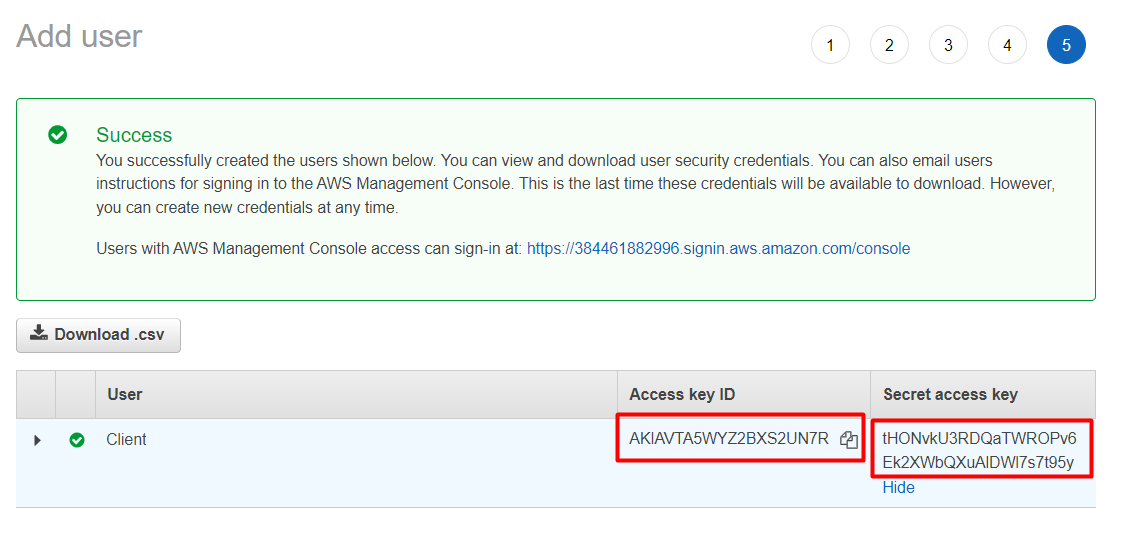 Add user
1 2 3 4 5
Success
You successfully created the users shown below. You can view and download user security credentials. You can also email users
instructions for signing in to the AWS Management Console. This is the last time these credentials will be available to download. However,
you can create new credentials at any time.
Users with AWS Management Console access can sign-in at: https://384461882996.signin.aws.amazon.com/console
Download .csv
User Access key ID Secret access key
Client AKIAVTA5WYZ2BXS2UN7R tHONvkU3RDQaTWROPv6
Ek2XWbQXuAlDWl7s7t95y
Hide